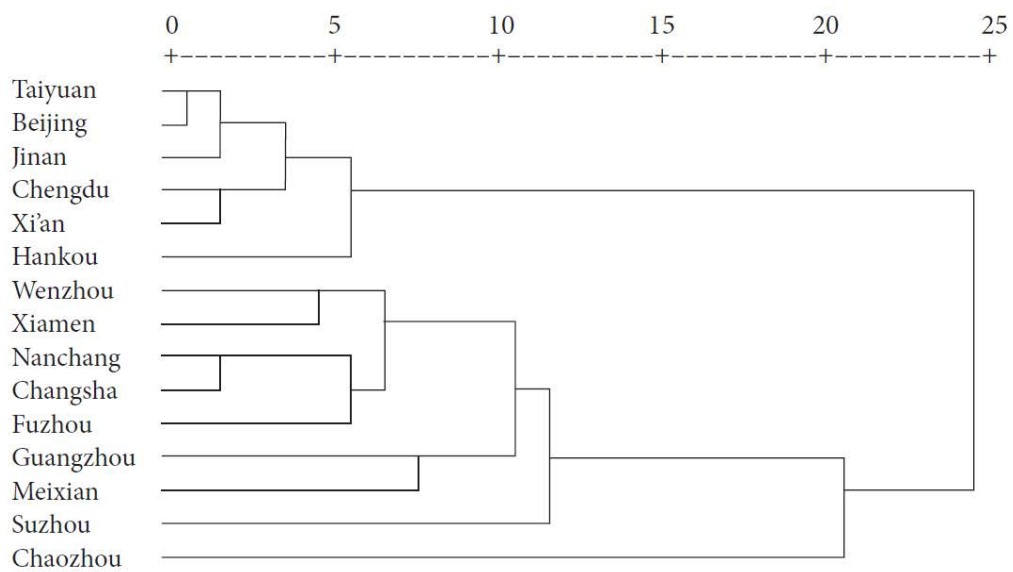 0 5 10 15 20 25
+-------+-------+-------+-------+-------+
Taiyuan
Beijing
Jinan
Chengdu
Xi’an
Hankou
Wenzhou
Xiamen
Nanchang
Changsha
Fuzhou
Guangzhou
Meixian
Suzhou
Chaozhou